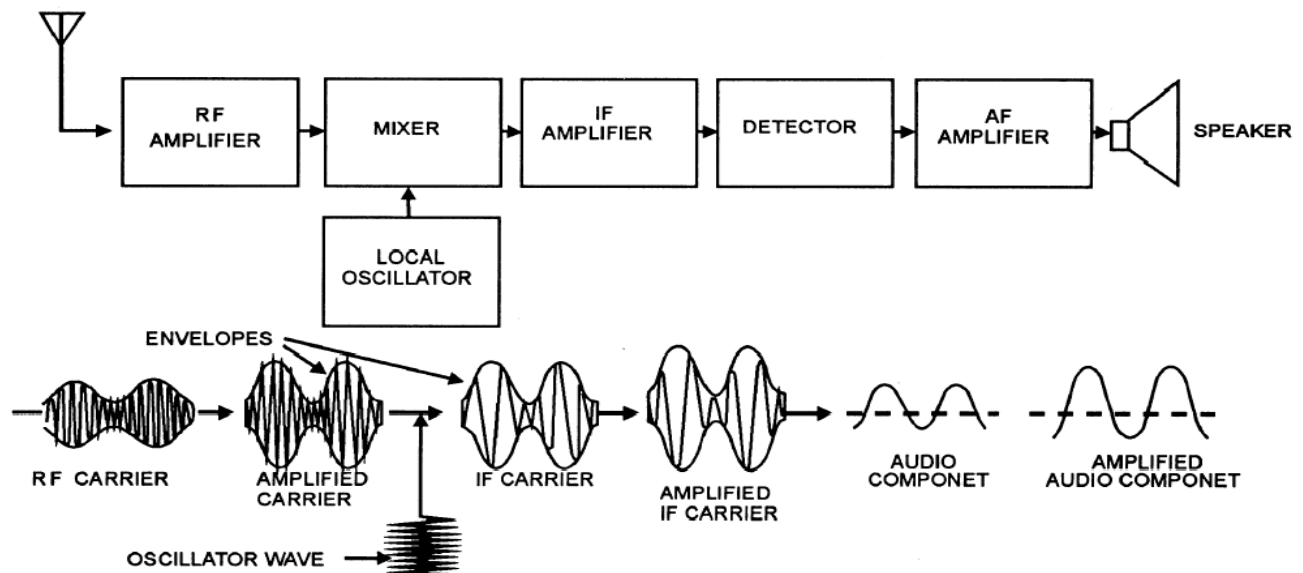 RF
AMPLIFIER
MIXER
IF
AMPLIFIER
DETECTOR
AF
AMPLIFIER
SPEAKER
LOCAL
OSCILLATOR
ENVELOPES
RF CARRIER
AMPLIFIED
CARRIER
IF CARRIER
AMPLIFIED
IF CARRIER
AUDIO
COMPONET
AMPLIFIED
AUDIO COMPONET
OSCILLATOR WAVE